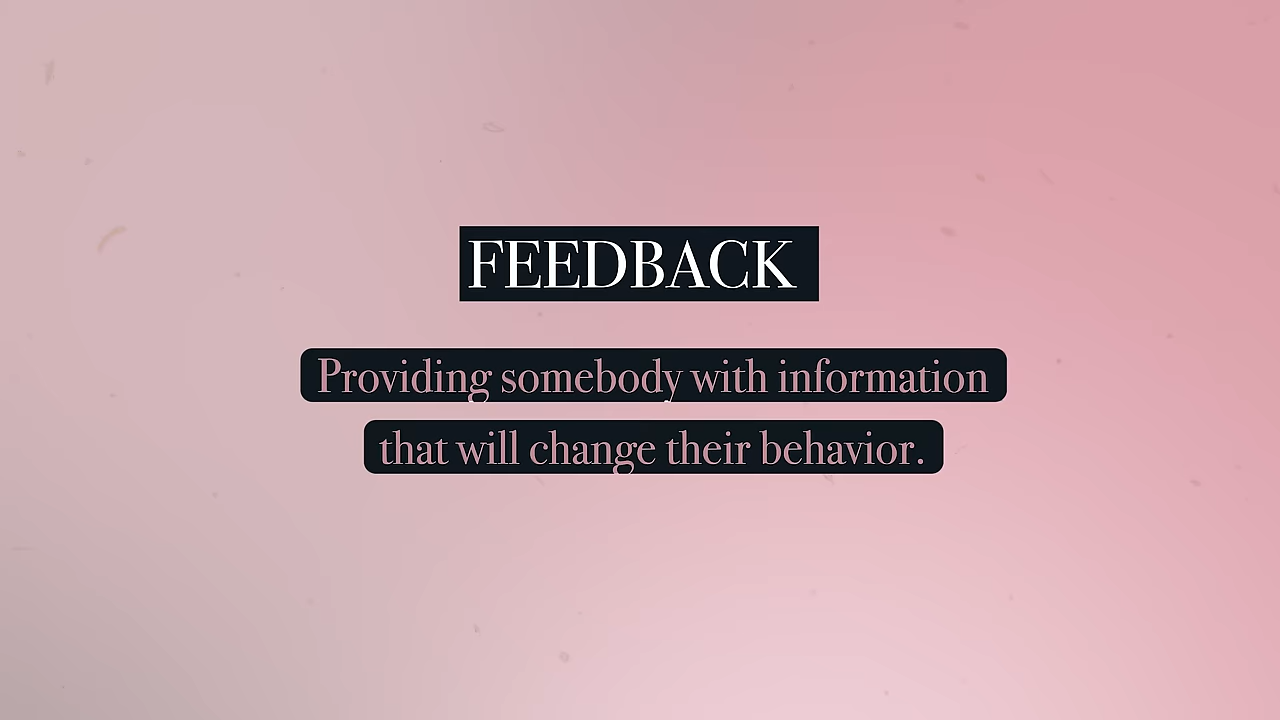 FEEDBACK
Providing somebody with information
that will change their behavior.